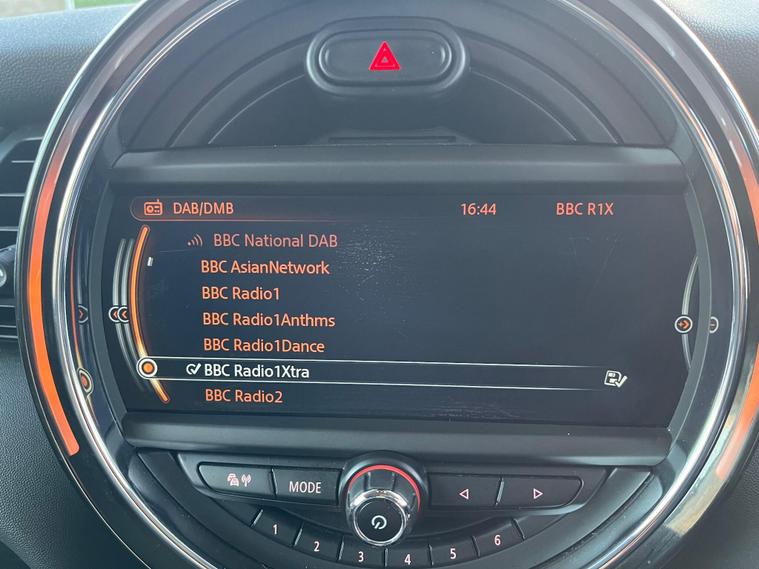 DAB/DMB 16:44 BBC R1X
BBC National DAB
BBC AsianNetwork
BBC Radio1
BBC Radio1Anthms
BBC Radio1Dance
BBC Radio1Xtra
BBC Radio2
MODE
1 2 3 4 5 6